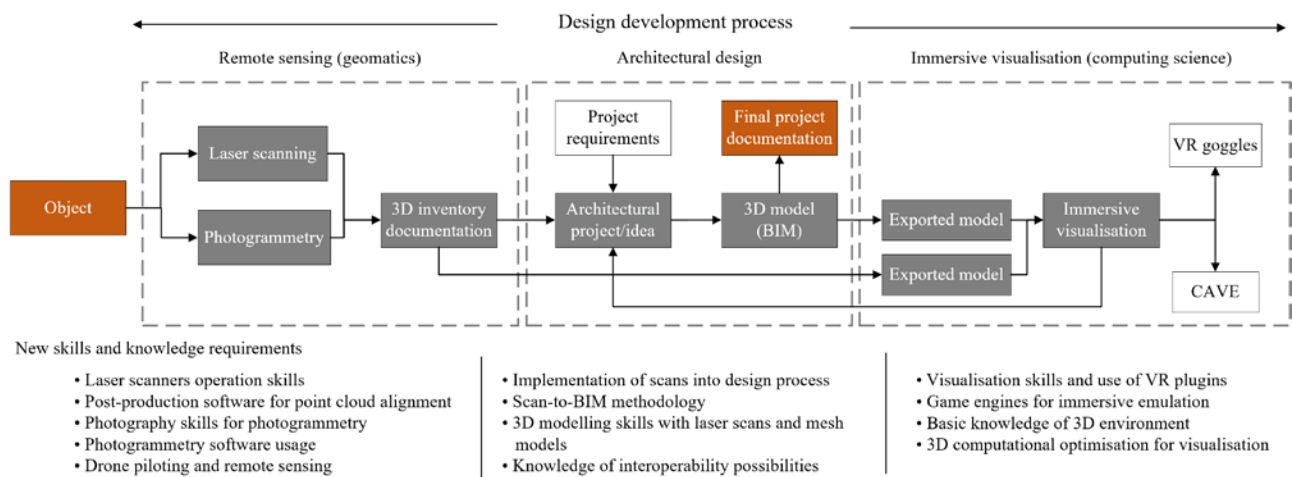 Design development process
Remote sensing (geomatics)
Architectural design
Immersive visualisation (computing science)
Object
Laser scanning
Photogrammetry
3D inventory
documentation
Project
requirements
Architectural
project/idea
Final project
documentation
3D model
(BIM)
Exported model
Exported model
Immersive
visualisation
VR goggles
CAVE
New skills and knowledge requirements
• Laser scanners operation skills
• Post-production software for point cloud alignment
• Photography skills for photogrammetry
• Photogrammetry software usage
• Drone piloting and remote sensing
• Implementation of scans into design process
• Scan-to-BIM methodology
• 3D modelling skills with laser scans and mesh
models
• Knowledge of interoperability possibilities
• Visualisation skills and use of VR plugins
• Game engines for immersive emulation
• Basic knowledge of 3D environment
• 3D computational optimisation for visualisation